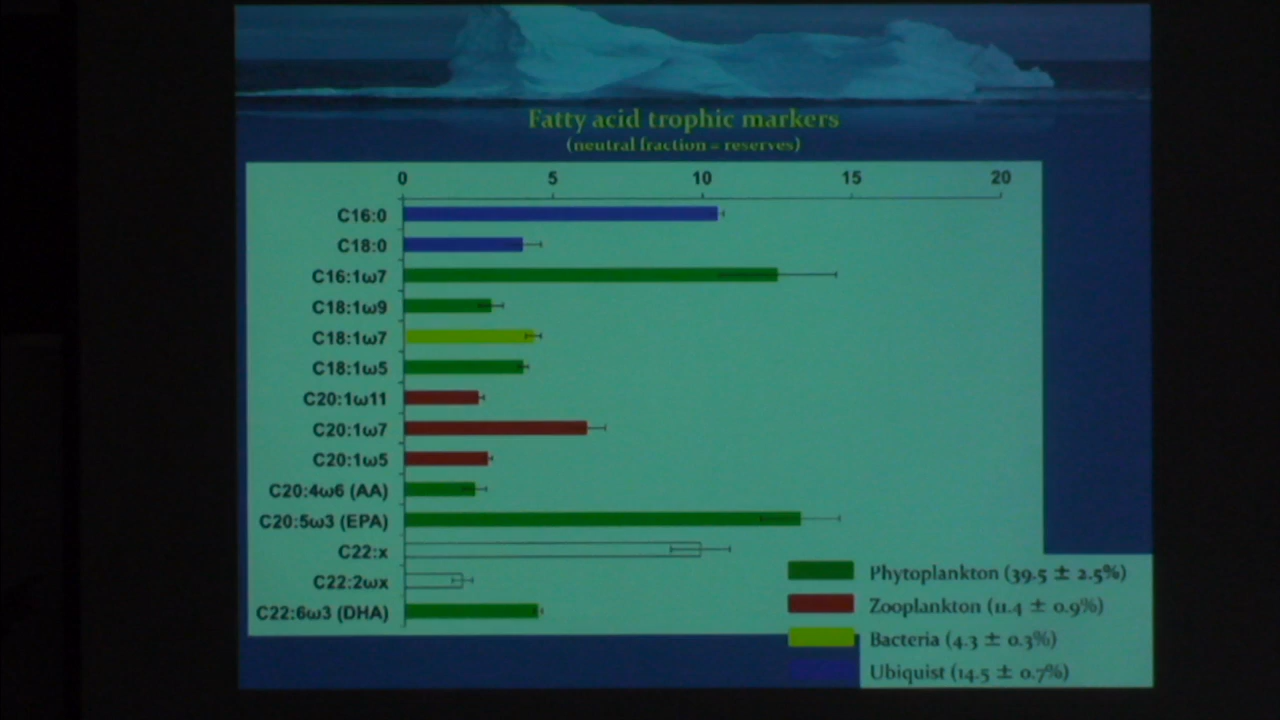 Fatty acid trophic markers
(neutral fraction = reserves)
0 5 10 15 20
C16:0
C18:0
C16:1ω7
C18:1ω9
C18:1ω7
C18:1ω5
C20:1ω11
C20:1ω7
C20:1ω5
C20:4ω6 (AA)
C20:5ω3 (EPA)
C22:x
C22:2ωx
C22:6ω3 (DHA)
Phytoplankton (39.5 ± 2.5%)
Zooplankton (11.4 ± 0.9%)
Bacteria (4.3 ± 0.3%)
Ubiquist (14.5 ± 0.7%)